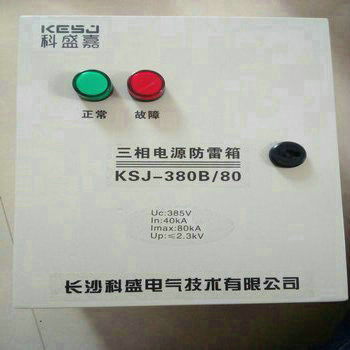 KESJ
科盛嘉
正常 故障
三相电源防雷箱
KSJ-380B/80
Uc:385V
In:40kA
Imax:80kA
Up:≤2.3kV
长沙科盛电气技术有限公司